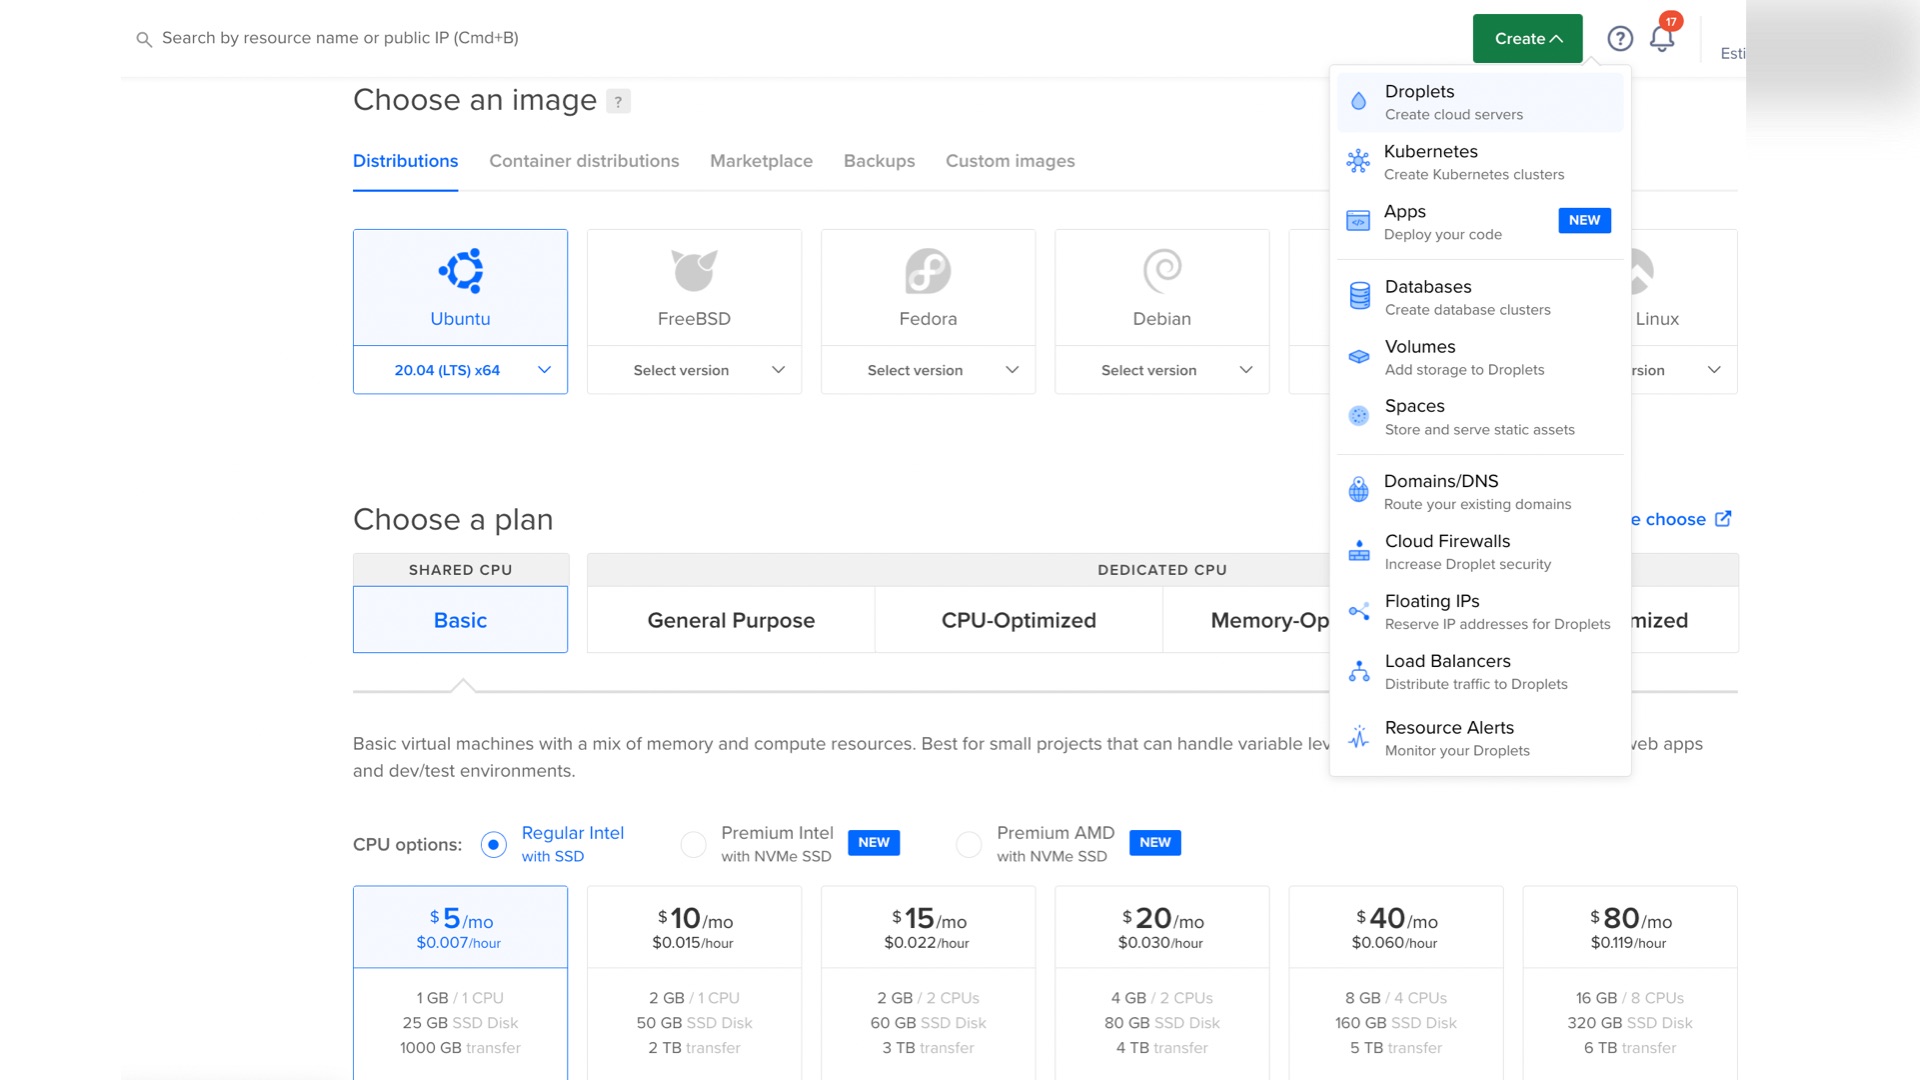 Search by resource name or public IP (Cmd+B)
Create
?
17
Esti
Choose an image ?
Distributions
Container distributions
Marketplace
Backups
Custom images
Ubuntu
20.04 (LTS) x64
FreeBSD
Select version
Fedora
Select version
Debian
Select version
Linux
rsion
Droplets
Create cloud servers
Kubernetes
Create Kubernetes clusters
Apps
Deploy your code
NEW
Databases
Create database clusters
Volumes
Add storage to Droplets
Spaces
Store and serve static assets
Domains/DNS
Route your existing domains
Cloud Firewalls
Increase Droplet security
Floating IPs
Reserve IP addresses for Droplets
Load Balancers
Distribute traffic to Droplets
Resource Alerts
Monitor your Droplets
Choose a plan
e choose
SHARED CPU
DEDICATED CPU
Basic
General Purpose
CPU-Optimized
Memory-Op
mized
Basic virtual machines with a mix of memory and compute resources. Best for small projects that can handle variable lev
web apps
and dev/test environments.
CPU options:
Regular Intel
with SSD
Premium Intel
with NVMe SSD
NEW
Premium AMD
with NVMe SSD
NEW
$5/mo
$0.007/hour
1 GB / 1 CPU
25 GB SSD Disk
1000 GB transfer
$10/mo
$0.015/hour
2 GB / 1 CPU
50 GB SSD Disk
2 TB transfer
$15/mo
$0.022/hour
2 GB / 2 CPUs
60 GB SSD Disk
3 TB transfer
$20/mo
$0.030/hour
4 GB / 2 CPUs
80 GB SSD Disk
4 TB transfer
$40/mo
$0.060/hour
8 GB / 4 CPUs
160 GB SSD Disk
5 TB transfer
$80/mo
$0.119/hour
16 GB / 8 CPUs
320 GB SSD Disk
6 TB transfer